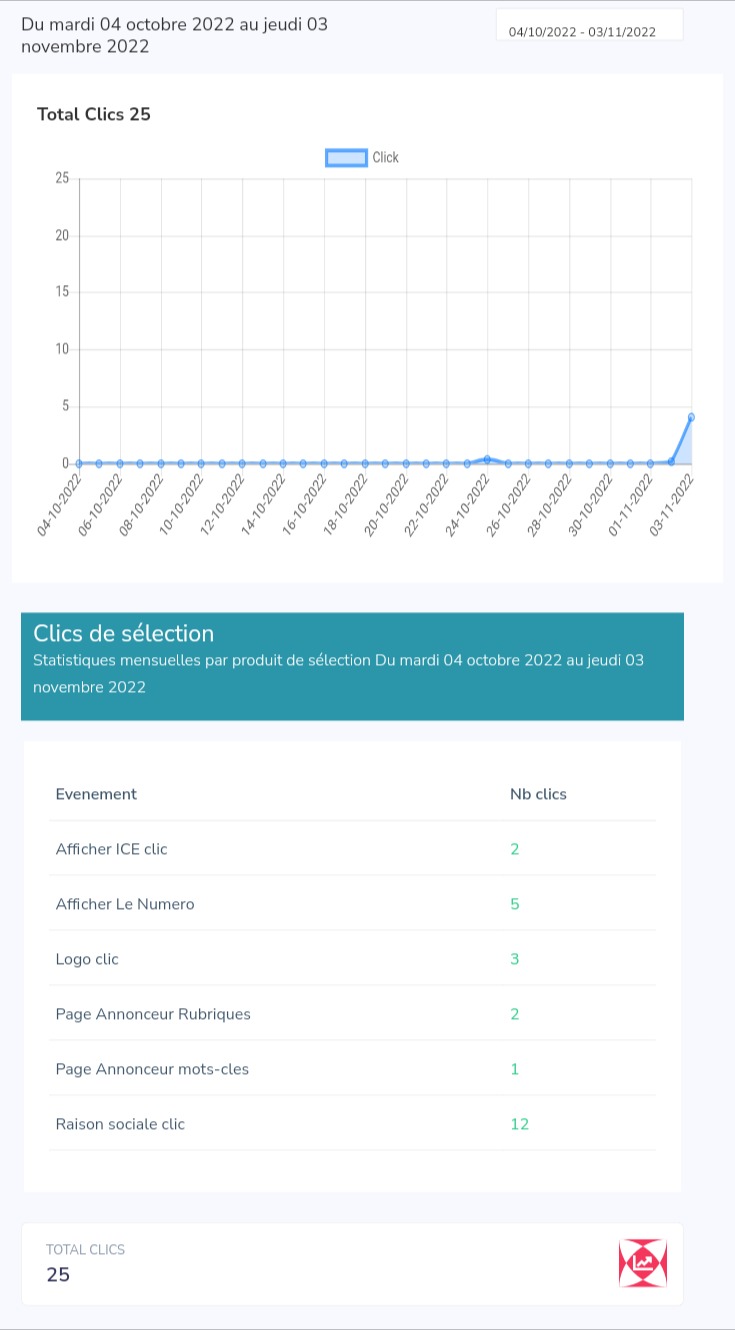 Du mardi 04 octobre 2022 au jeudi 03
novembre 2022
04/10/2022 - 03/11/2022
Total Clics 25
Click
25
20
15
10
5
0
04-10-2022
06-10-2022
08-10-2022
10-10-2022
12-10-2022
14-10-2022
16-10-2022
18-10-2022
20-10-2022
22-10-2022
24-10-2022
26-10-2022
28-10-2022
30-10-2022
01-11-2022
03-11-2022
Clics de sélection
Statistiques mensuelles par produit de sélection Du mardi 04 octobre 2022 au jeudi 03
novembre 2022
Evenement Nb clics
Afficher ICE clic 2
Afficher Le Numero 5
Logo clic 3
Page Annonceur Rubriques 2
Page Annonceur mots-cles 1
Raison sociale clic 12
TOTAL CLICS
25